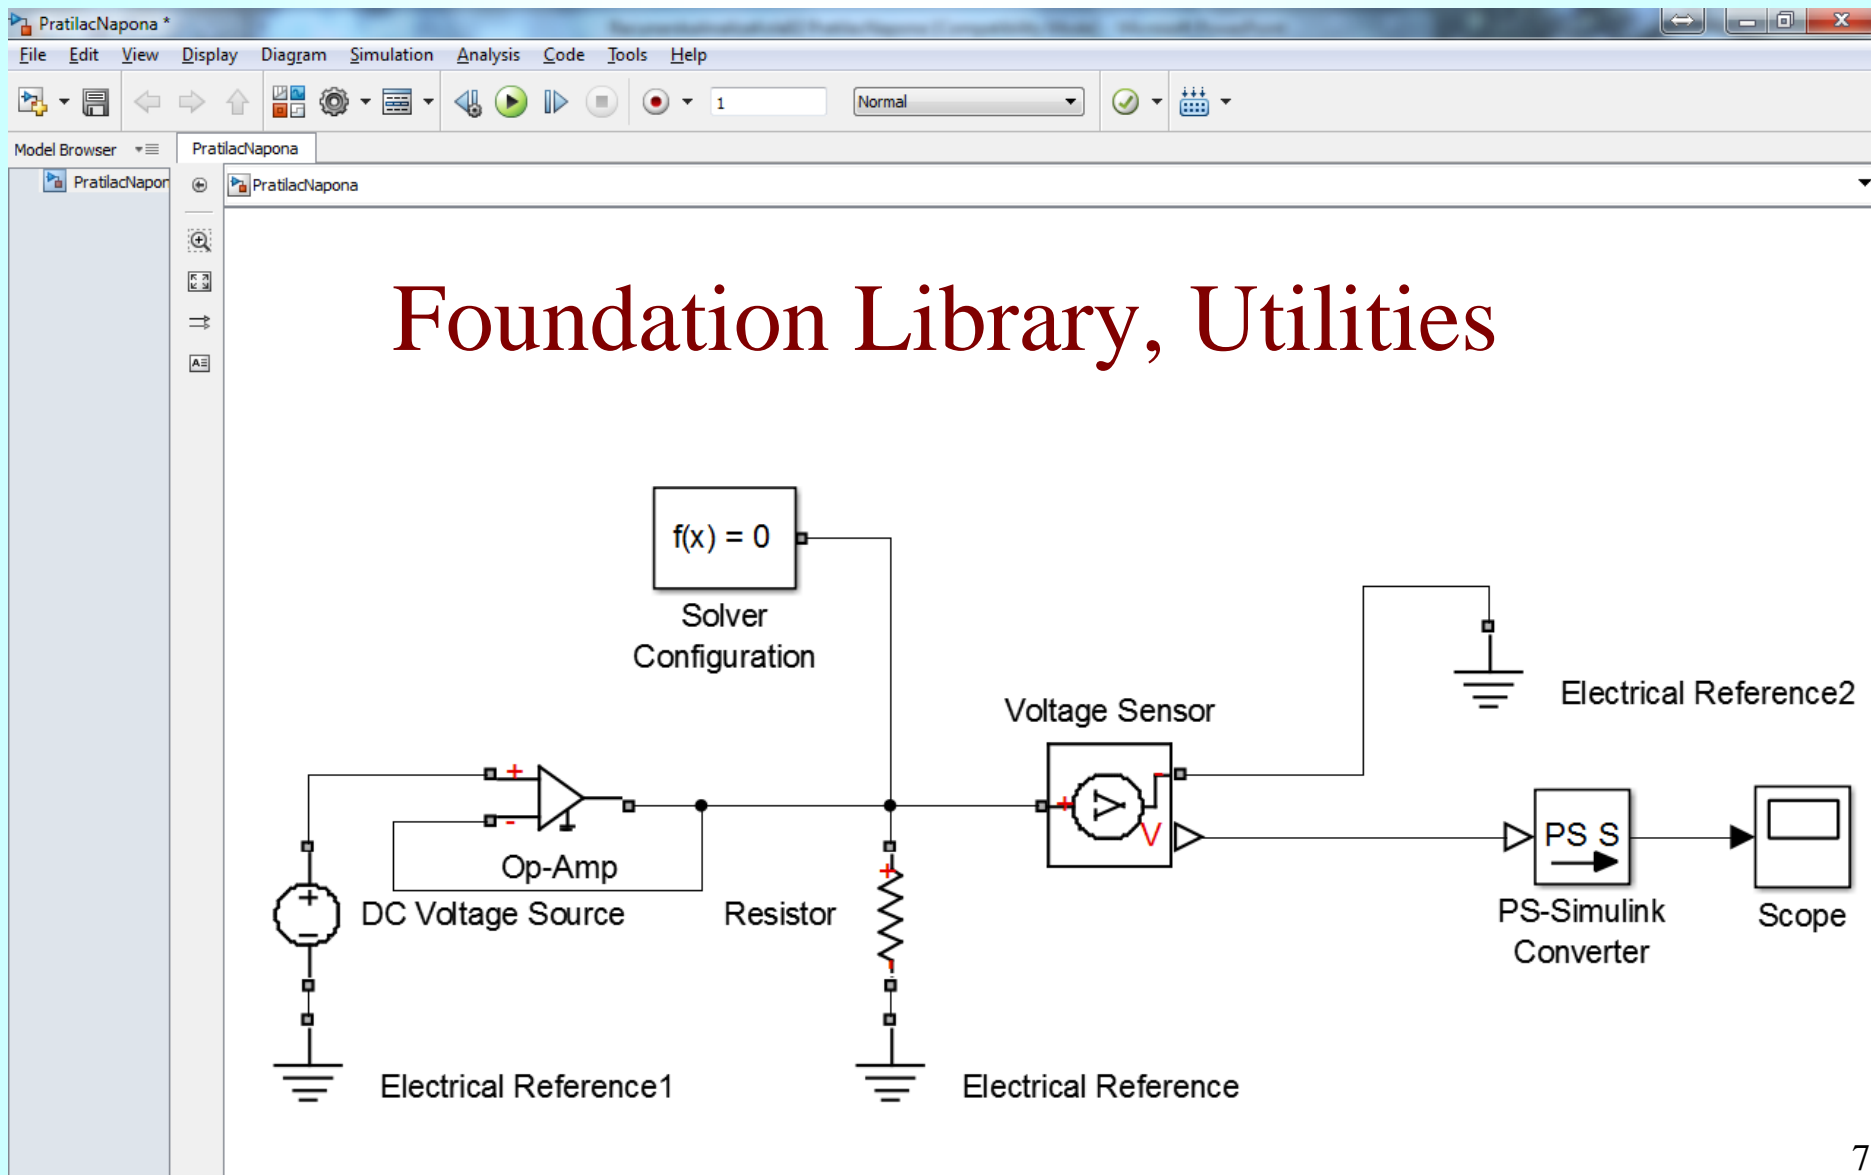 PratilacNapona *
File Edit View Display Diagram Simulation Analysis Code Tools Help
1 Normal
Model Browser PratilacNapona
PratilacNapon PratilacNapona
Foundation Library, Utilities
f(x) = 0
Solver
Configuration
Electrical Reference2
Voltage Sensor
+ -
+ V - V
PS S
Op-Amp
+
DC Voltage Source Resistor
PS-Simulink
Converter
Scope
Electrical Reference1 Electrical Reference
7